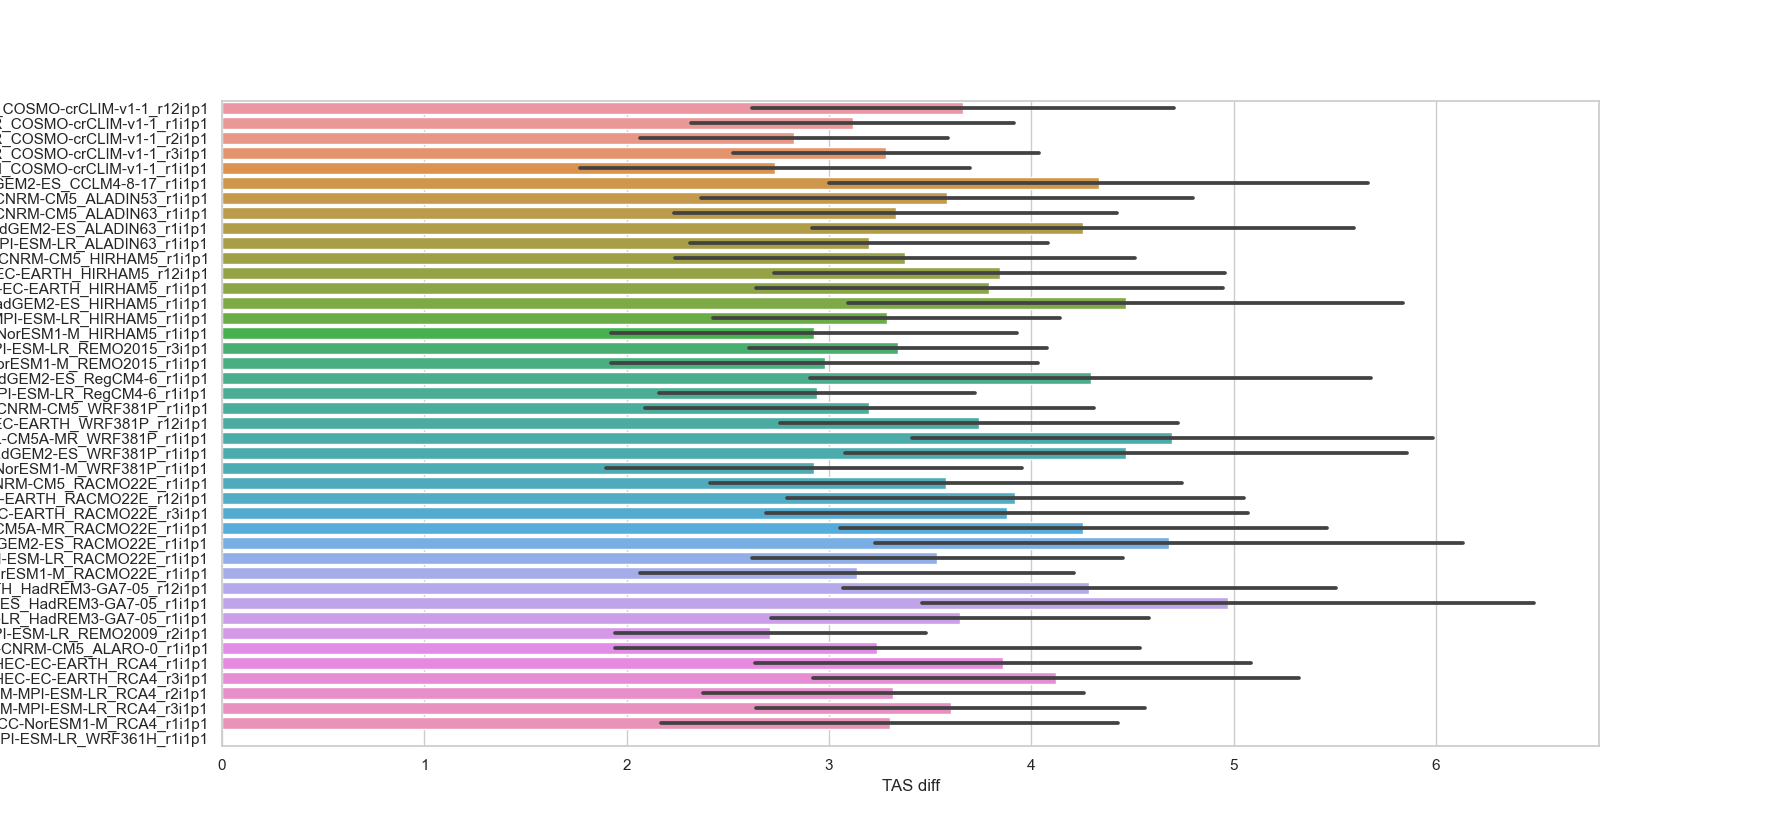 _COSMO-crCLIM-v1-1_r12i1p1
R_COSMO-crCLIM-v1-1_r1i1p1
R_COSMO-crCLIM-v1-1_r2i1p1
R_COSMO-crCLIM-v1-1_r3i1p1
_COSMO-crCLIM-v1-1_r1i1p1
GEM2-ES_CCLM4-8-17_r1i1p1
CNRM-CM5_ALADIN53_r1i1p1
CNRM-CM5_ALADIN63_r1i1p1
dGEM2-ES_ALADIN63_r1i1p1
PI-ESM-LR_ALADIN63_r1i1p1
CNRM-CM5_HIRHAM5_r1i1p1
EC-EARTH_HIRHAM5_r12i1p1
-EC-EARTH_HIRHAM5_r1i1p1
adGEM2-ES_HIRHAM5_r1i1p1
MPI-ESM-LR_HIRHAM5_r1i1p1
NorESM1-M_HIRHAM5_r1i1p1
PI-ESM-LR_REMO2015_r3i1p1
orESM1-M_REMO2015_r1i1p1
dGEM2-ES_RegCM4-6_r1i1p1
PI-ESM-LR_RegCM4-6_r1i1p1
CNRM-CM5_WRF381P_r1i1p1
EC-EARTH_WRF381P_r12i1p1
L-CM5A-MR_WRF381P_r1i1p1
adGEM2-ES_WRF381P_r1i1p1
NorESM1-M_WRF381P_r1i1p1
NRM-CM5_RACMO22E_r1i1p1
-EARTH_RACMO22E_r12i1p1
C-EARTH_RACMO22E_r3i1p1
CM5A-MR_RACMO22E_r1i1p1
GEM2-ES_RACMO22E_r1i1p1
I-ESM-LR_RACMO22E_r1i1p1
orESM1-M_RACMO22E_r1i1p1
TH_HadREM3-GA7-05_r12i1p1
ES_HadREM3-GA7-05_r1i1p1
-LR_HadREM3-GA7-05_r1i1p1
PI-ESM-LR_REMO2009_r2i1p1
-CNRM-CM5_ALARO-0_r1i1p1
HEC-EC-EARTH_RCA4_r1i1p1
HEC-EC-EARTH_RCA4_r3i1p1
M-MPI-ESM-LR_RCA4_r2i1p1
M-MPI-ESM-LR_RCA4_r3i1p1
CC-NorESM1-M_RCA4_r1i1p1
PI-ESM-LR_WRF361H_r1i1p1
0 1 2 3 4 5 6
TAS diff